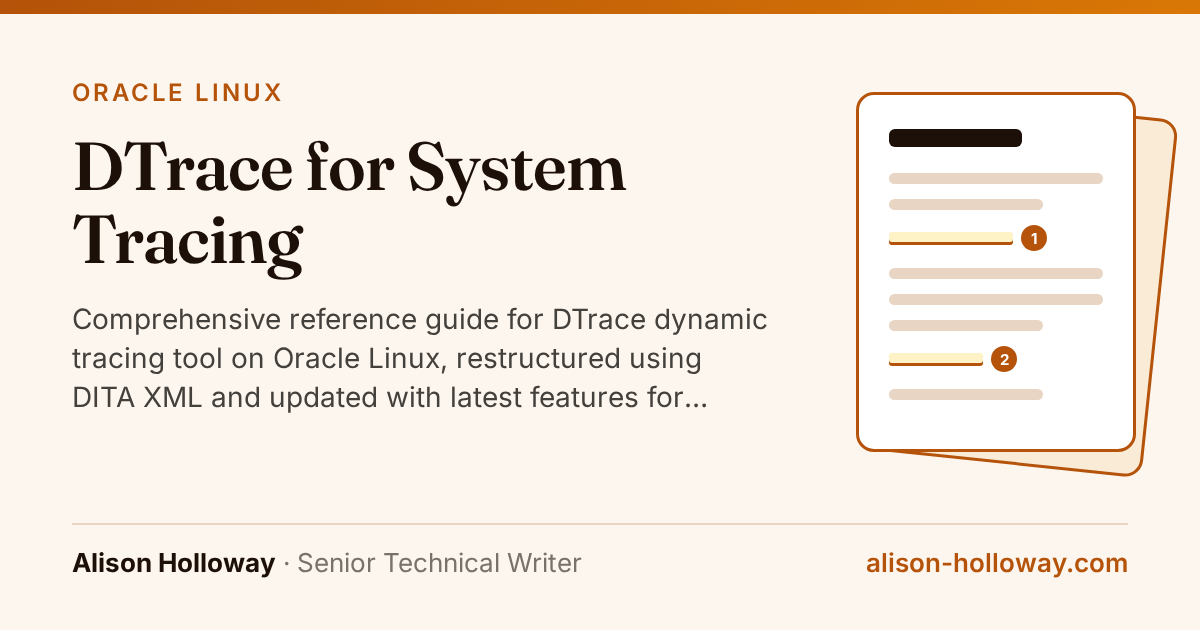 ORACLE LINUX
DTrace for System
Tracing
Comprehensive reference guide for DTrace dynamic
tracing tool on Oracle Linux, restructured using
DITA XML and updated with latest features for...
1
2
Alison Holloway · Senior Technical Writer
alison-holloway.com